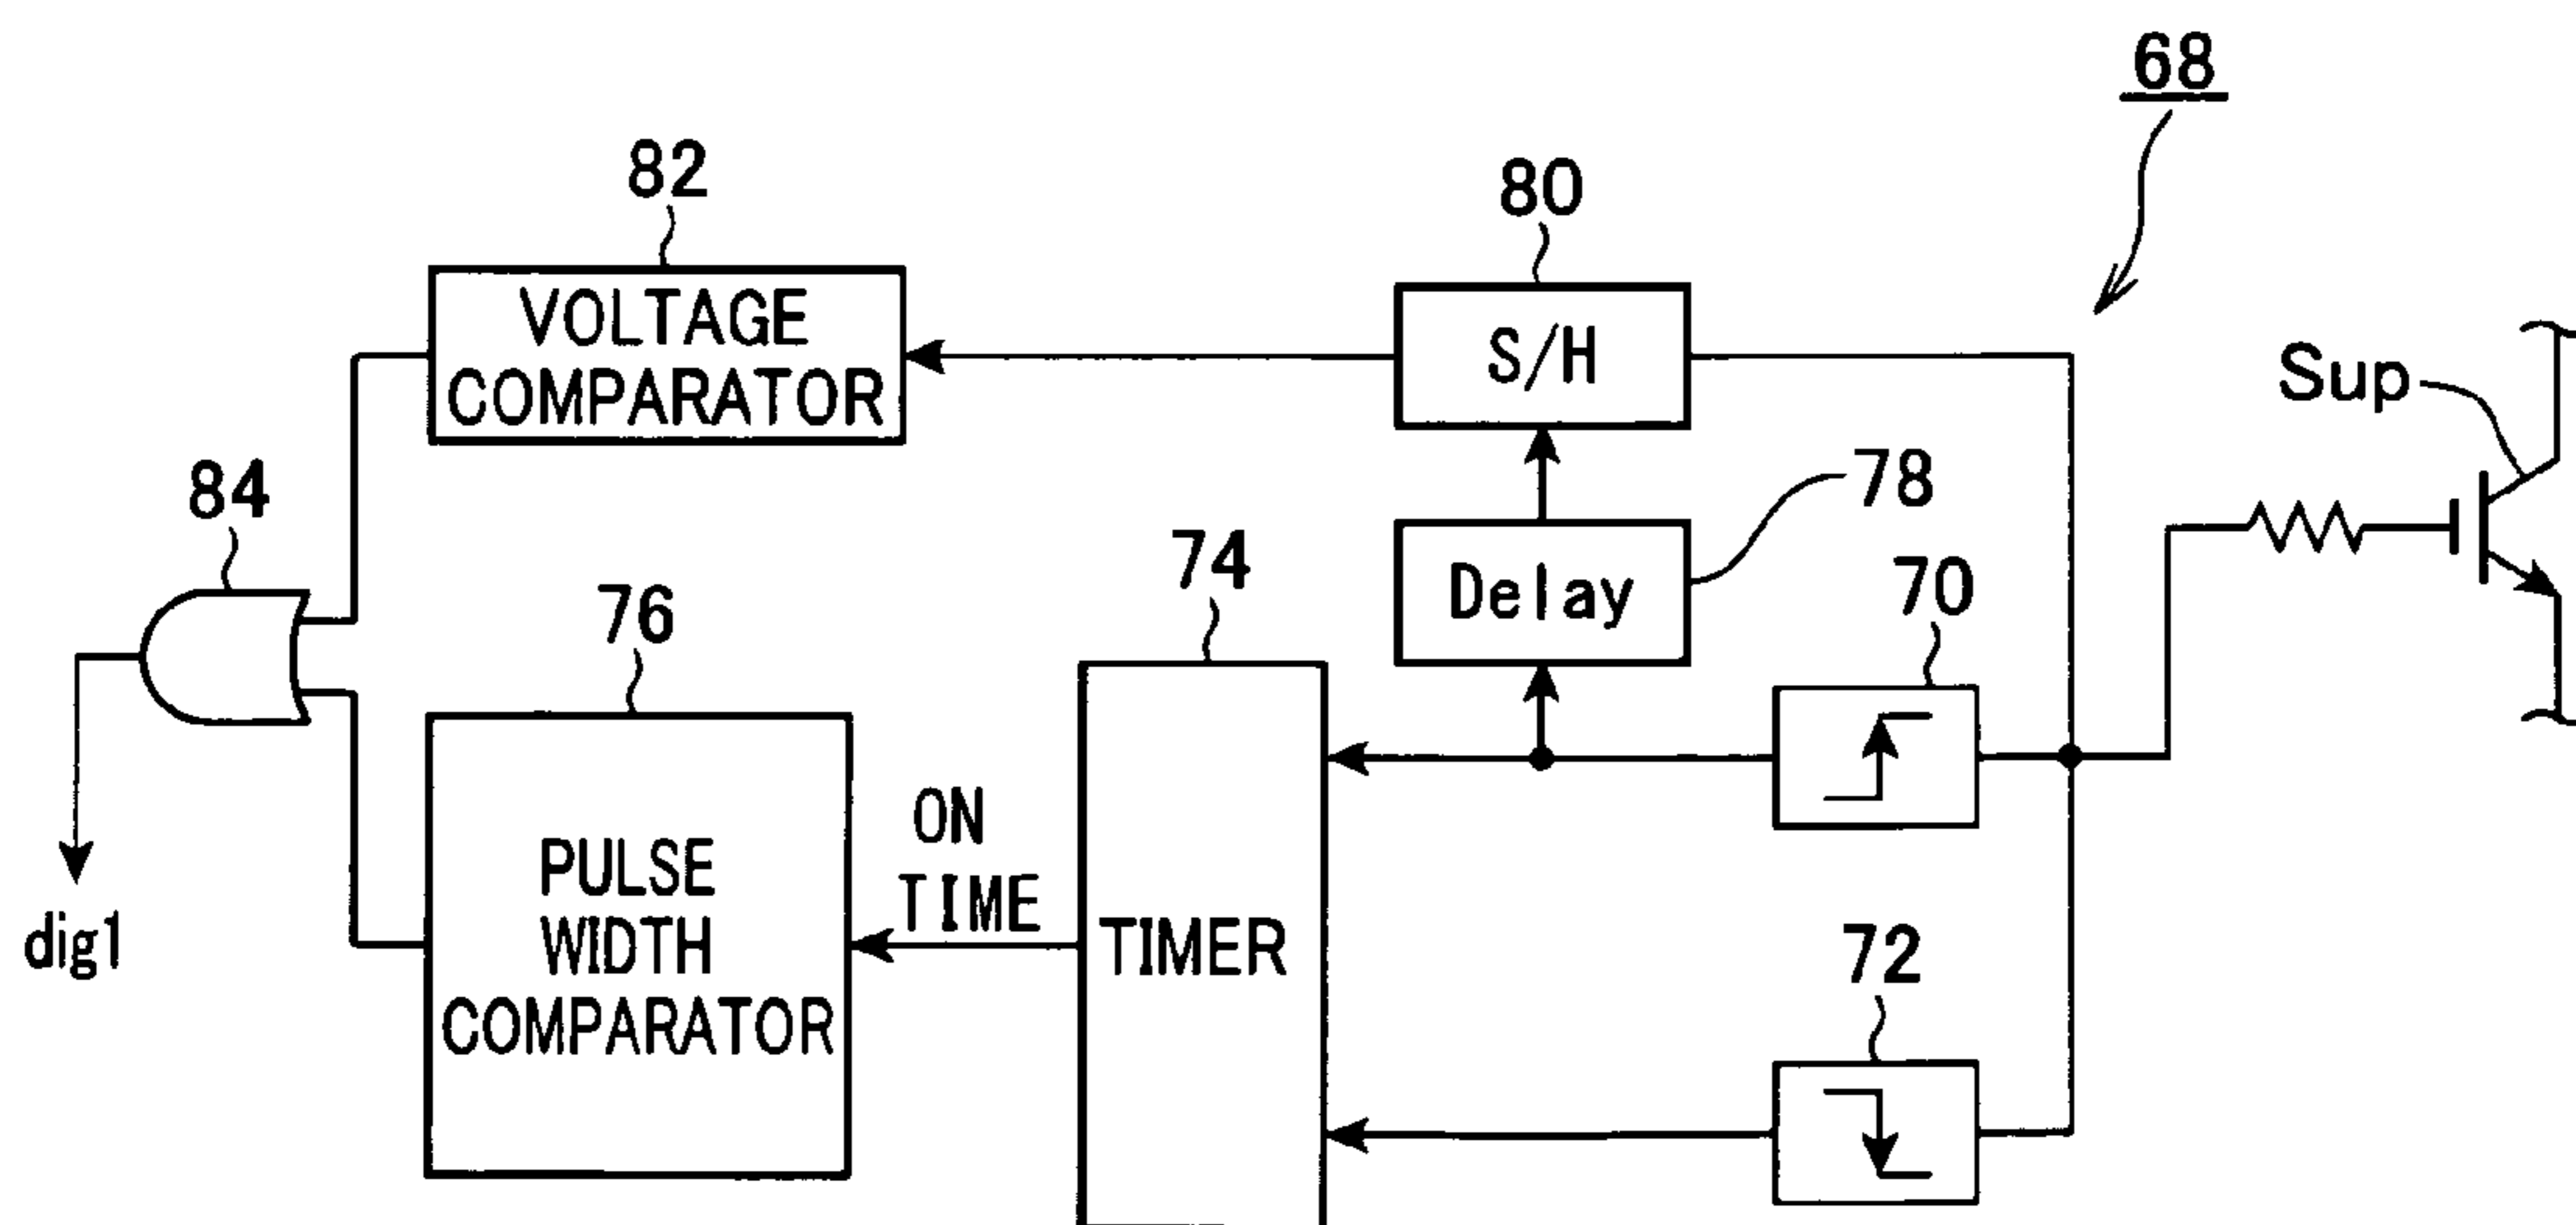 68
82
80
VOLTAGE
COMPARATOR
S/H
Sup
84
78
74
Delay
70
76
ON
TIME
PULSE
WIDTH
COMPARATOR
TIMER
dig1
72